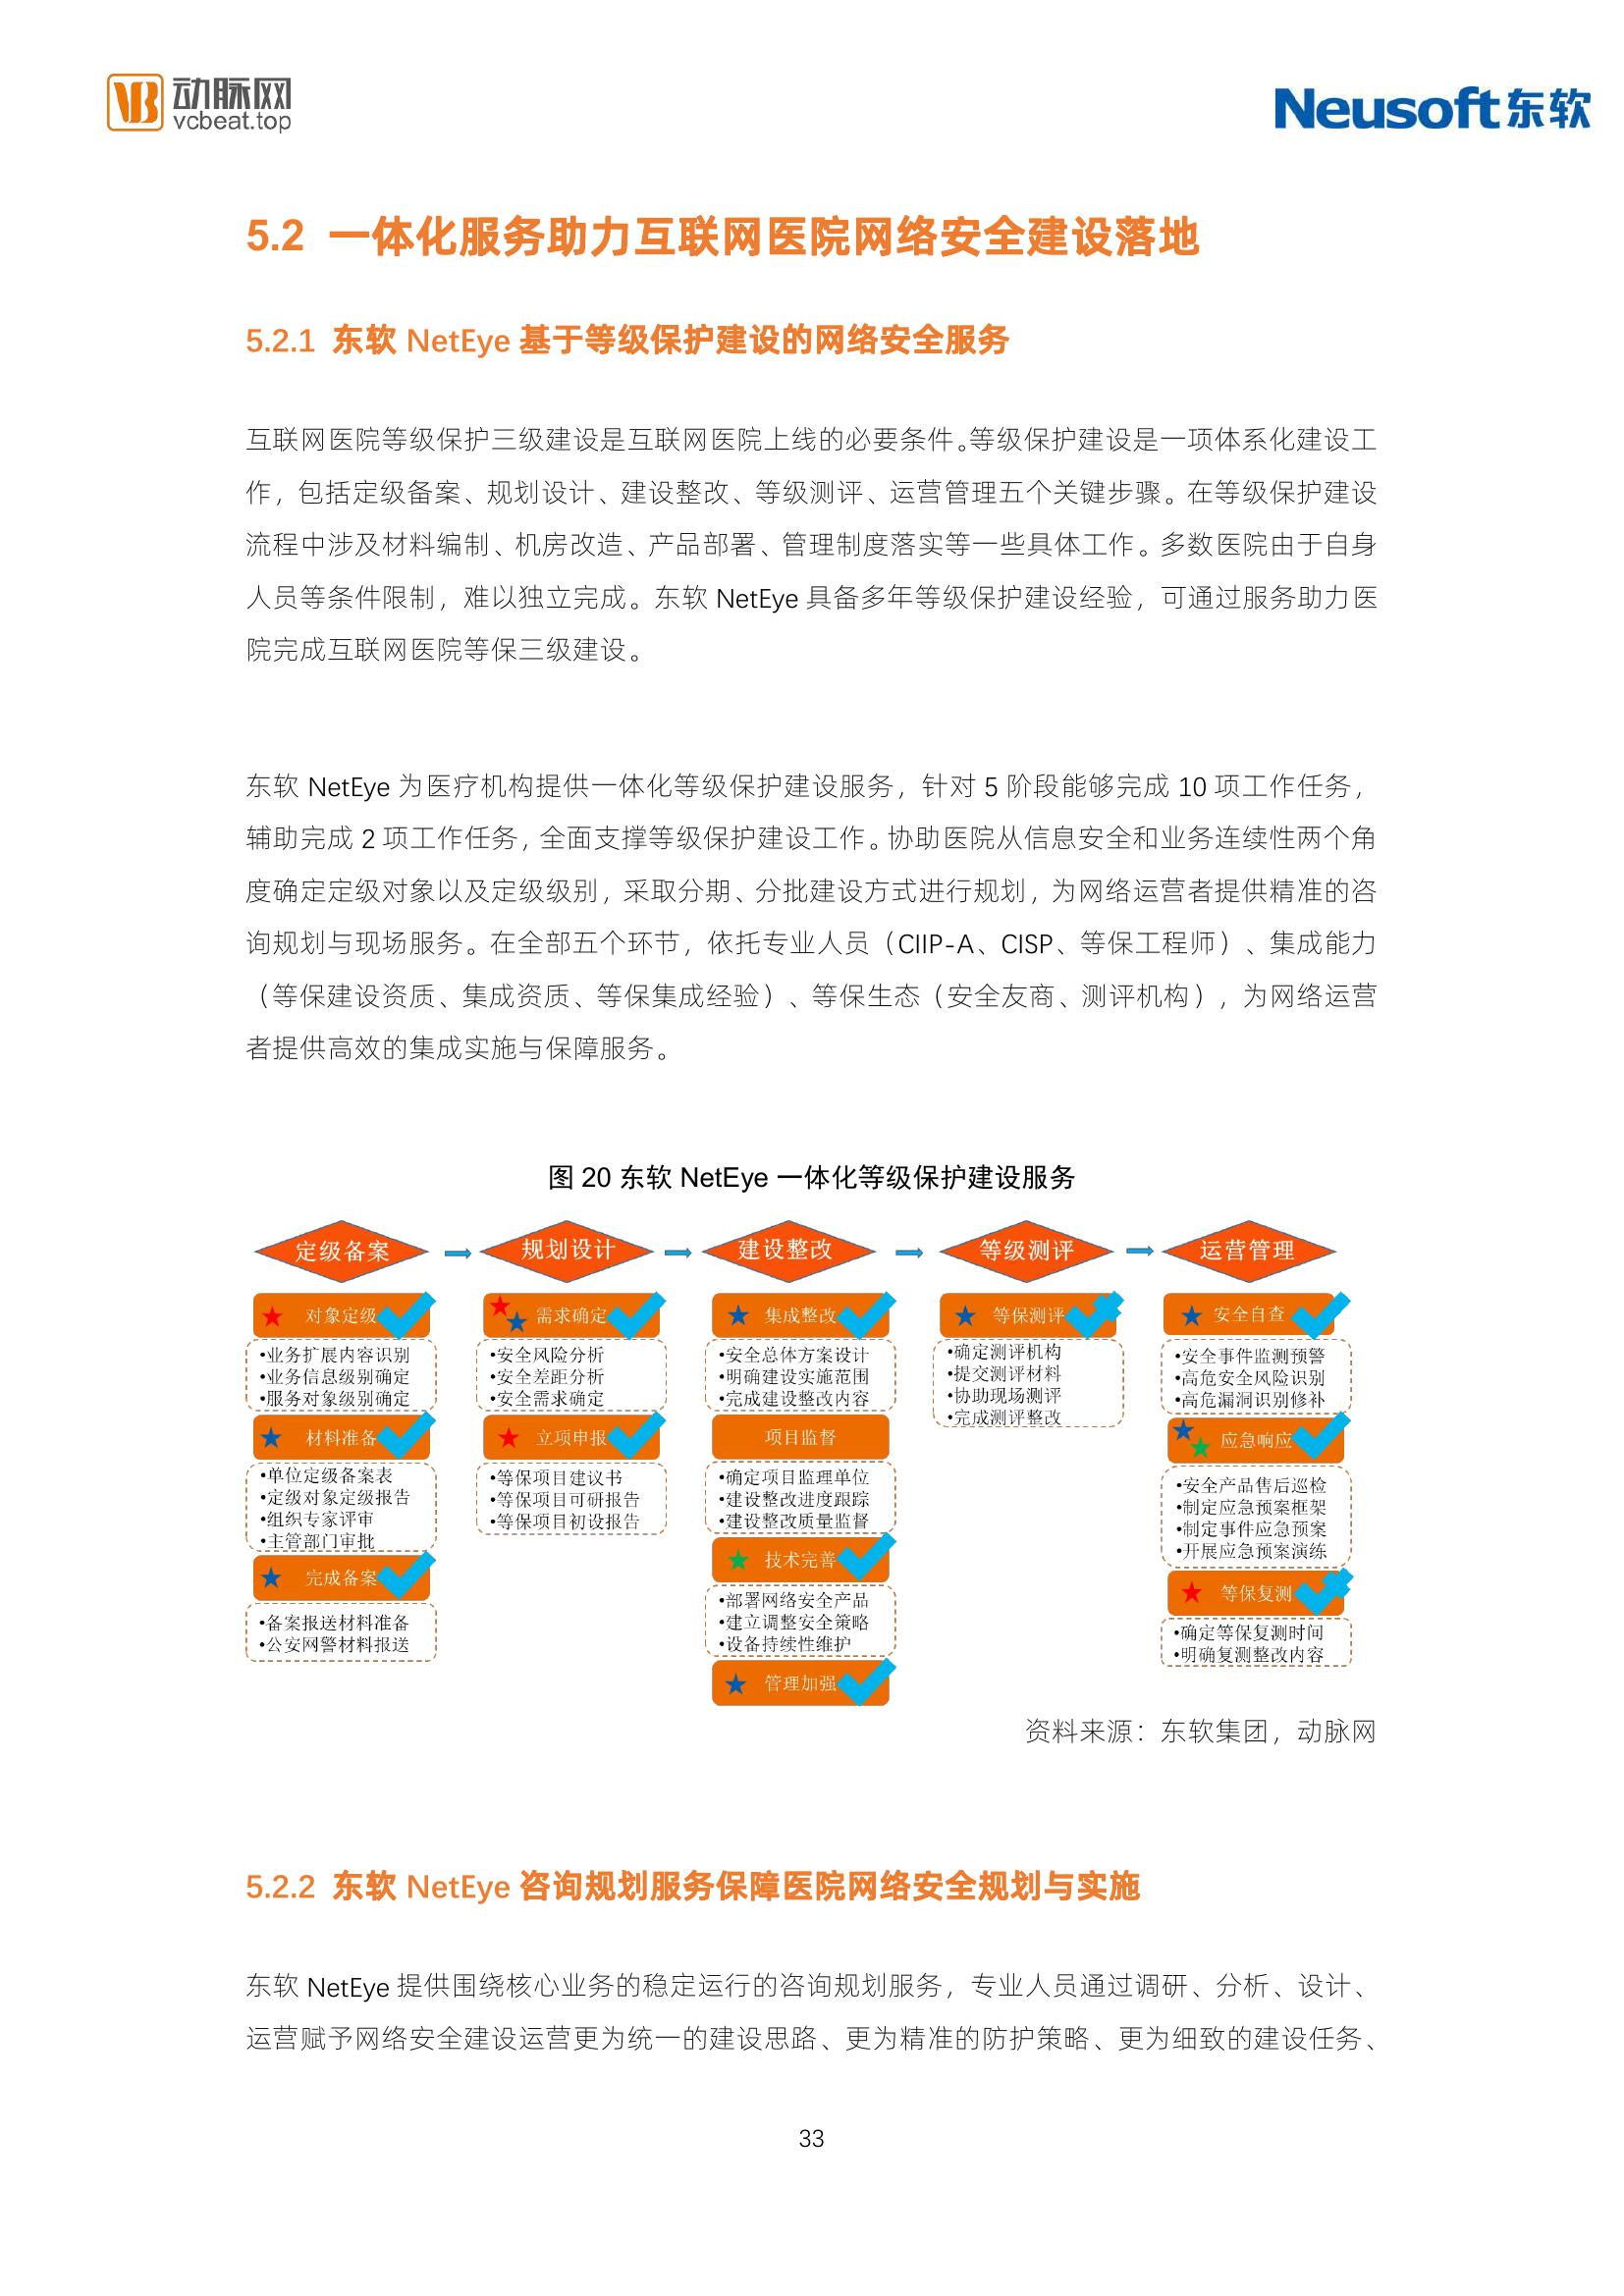 动脉网
vcbeat.top
Neusoft东软
5.2 一体化服务助力互联网医院网络安全建设落地
5.2.1 东软 NetEye 基于等级保护建设的网络安全服务
互联网医院等级保护三级建设是互联网医院上线的必要条件。等级保护建设是一项体系化建设工
作，包括定级备案、规划设计、建设整改、等级测评、运营管理五个关键步骤。在等级保护建设
流程中涉及材料编制、机房改造、产品部署、管理制度落实等一些具体工作。多数医院由于自身
人员等条件限制，难以独立完成。东软 NetEye 具备多年等级保护建设经验，可通过服务助力医
院完成互联网医院等保三级建设。
东软 NetEye 为医疗机构提供一体化等级保护建设服务，针对 5 阶段能够完成 10 项工作任务，
辅助完成 2 项工作任务，全面支撑等级保护建设工作。协助医院从信息安全和业务连续性两个角
度确定定级对象以及定级级别，采取分期、分批建设方式进行规划，为网络运营者提供精准的咨
询规划与现场服务。在全部五个环节，依托专业人员（CIIP-A、CISP、等保工程师）、集成能力
（等保建设资质、集成资质、等保集成经验）、等保生态（安全友商、测评机构），为网络运营
者提供高效的集成实施与保障服务。
图 20 东软 NetEye 一体化等级保护建设服务
定级备案
规划设计
建设整改
等级测评
运营管理
对象定级
•业务扩展内容识别
•业务信息级别确定
•服务对象级别确定
材料准备
•单位定级备案表
•定级对象定级报告
•组织专家评审
•主管部门审批
完成备案
•备案报送材料准备
•公安网警材料报送
需求确定
•安全风险分析
•安全差距分析
•安全需求确定
立项申报
•等保项目建议书
•等保项目可研报告
•等保项目初设报告
集成整改
•安全总体方案设计
•明确建设实施范围
•完成建设整改内容
项目监督
•确定项目监理单位
•建设整改进度跟踪
•建设整改质量监督
技术完善
•部署网络安全产品
•建立调整安全策略
•设备持续性维护
管理加强
等保测评
•确定测评机构
•提交测评材料
•协助现场测评
•完成测评整改
安全自查
•安全事件监测预警
•高危安全风险识别
•高危漏洞识别修补
应急响应
•安全产品售后巡检
•制定应急预案框架
•制定事件应急预案
•开展应急预案演练
等保复测
•确定等保复测时间
•明确复测整改内容
资料来源：东软集团，动脉网
5.2.2 东软 NetEye 咨询规划服务保障医院网络安全规划与实施
东软 NetEye 提供围绕核心业务的稳定运行的咨询规划服务，专业人员通过调研、分析、设计、
运营赋予网络安全建设运营更为统一的建设思路、更为精准的防护策略、更为细致的建设任务、
33